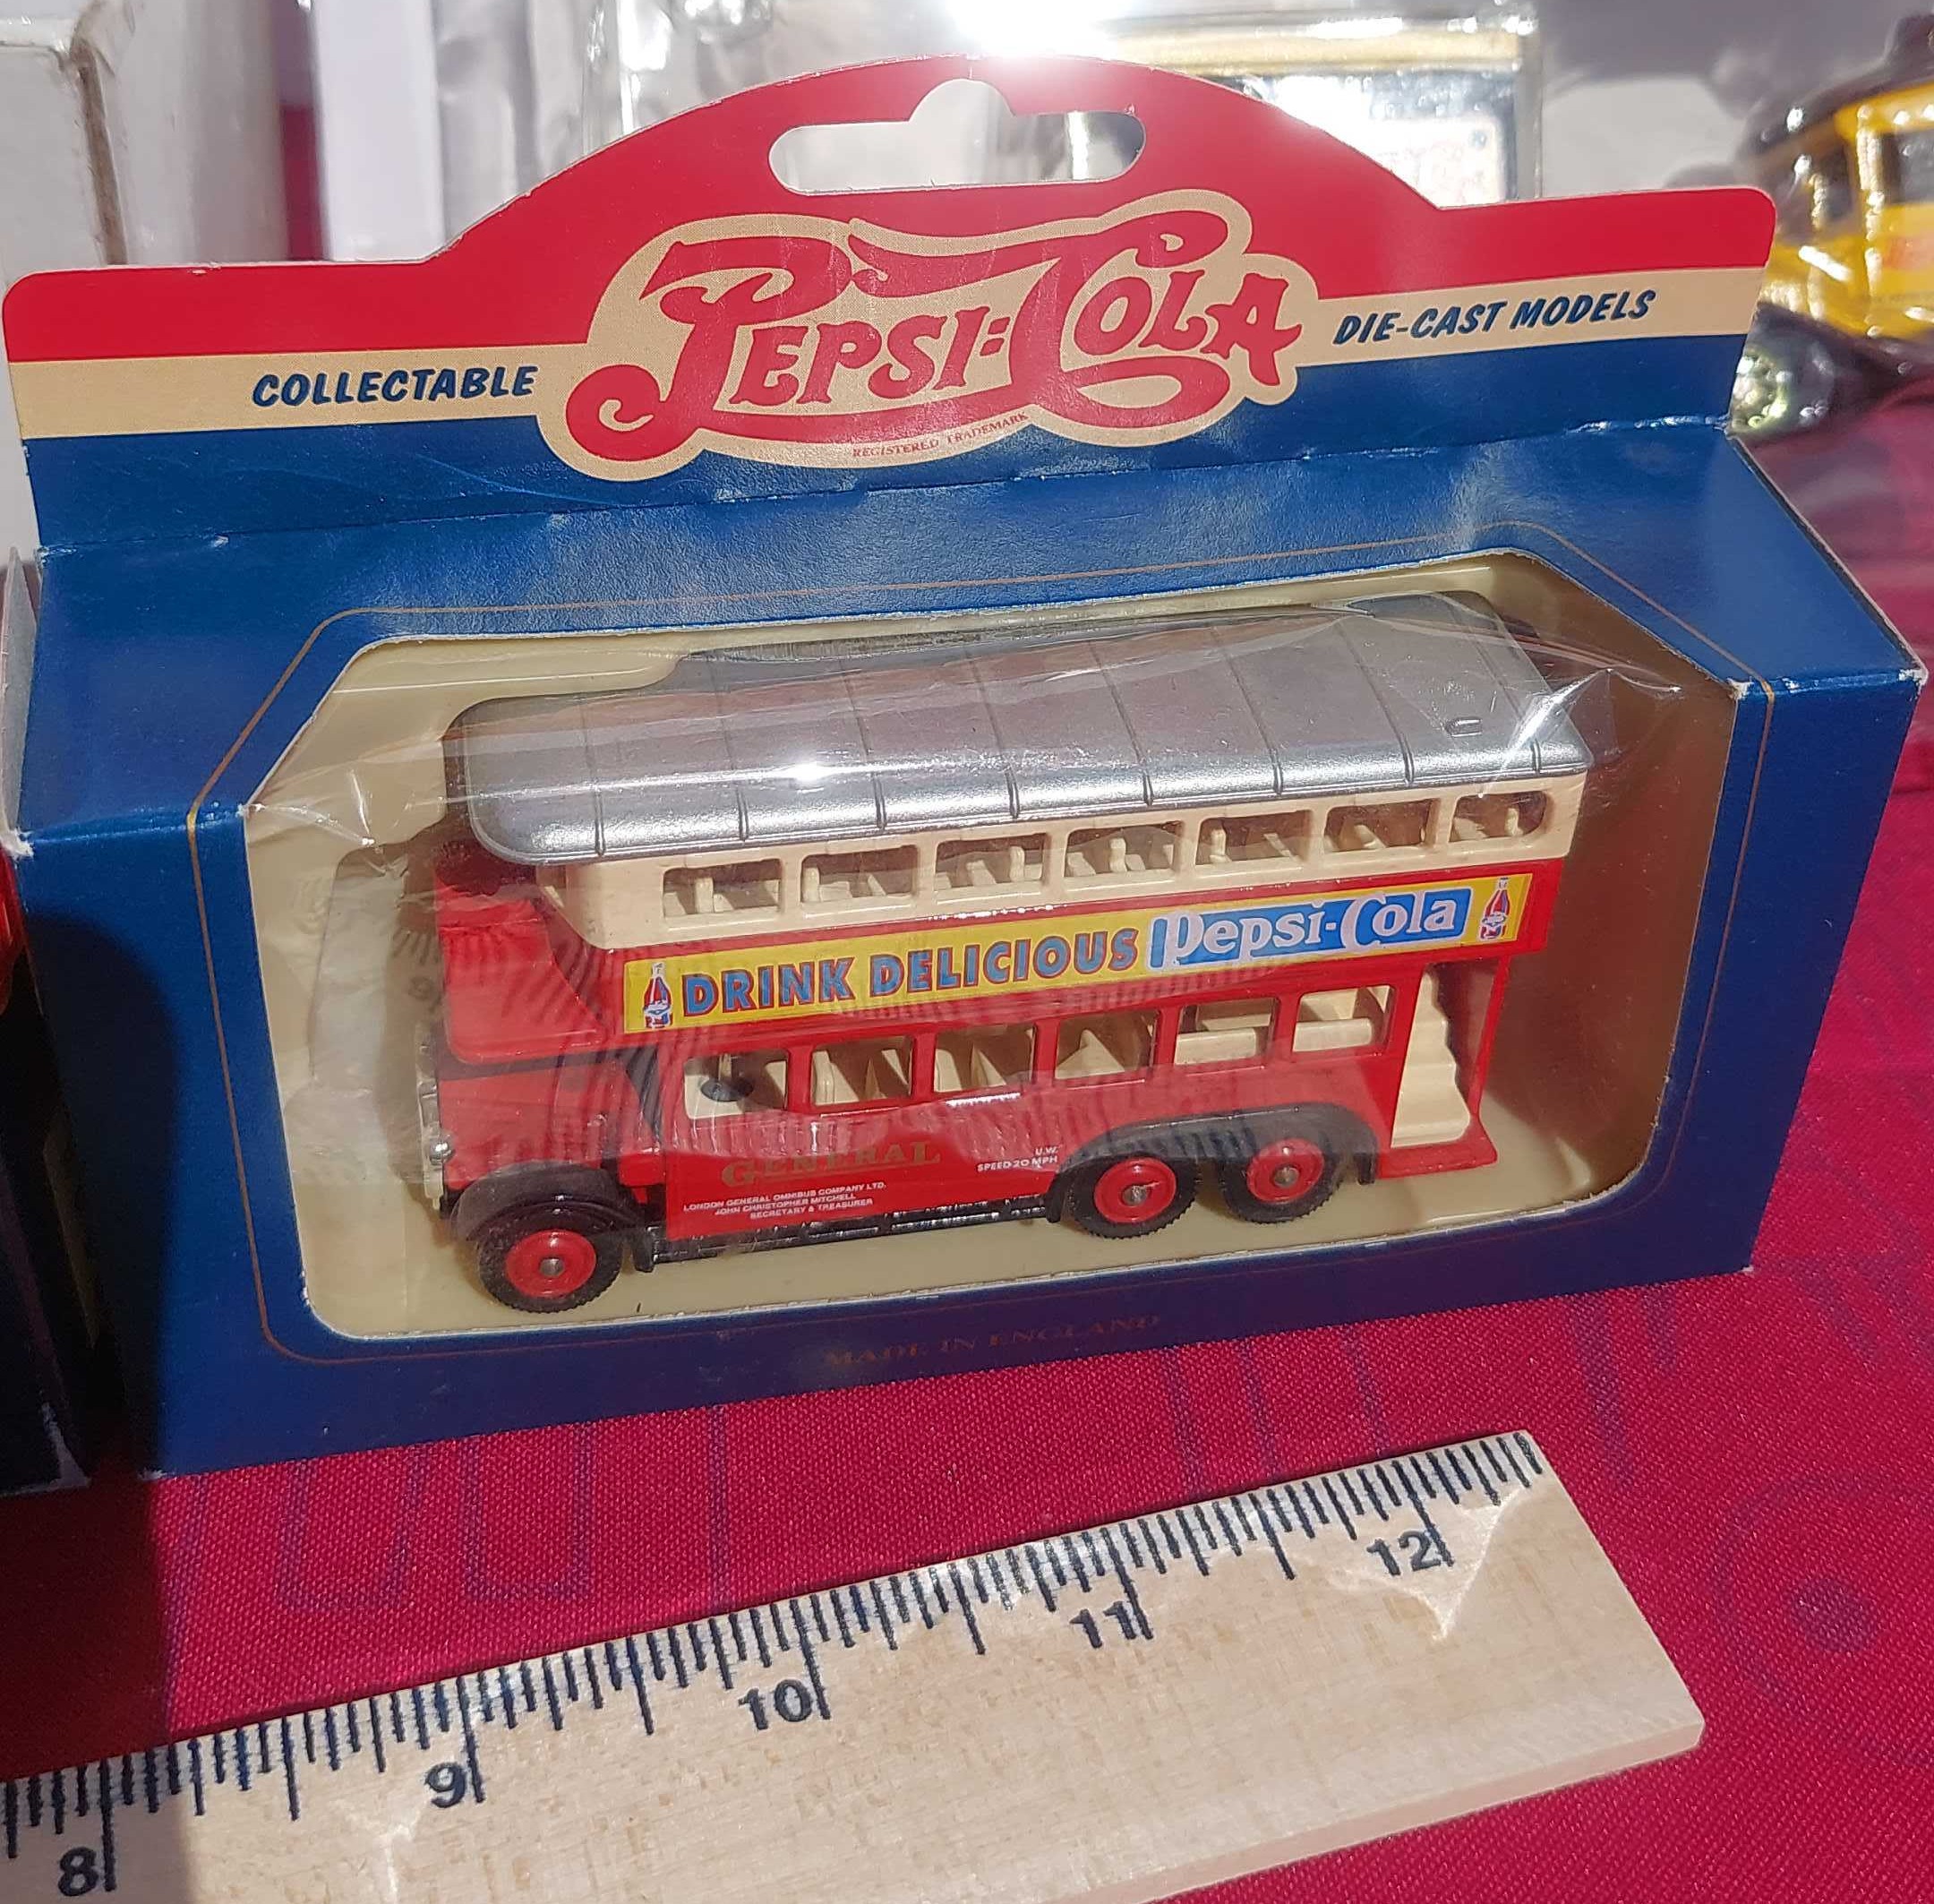 COLLECTABLE PEPSI-COLA DIE-CAST MODELS
REGISTERED TRADEMARK
DRINK DELICIOUS Pepsi-Cola
GENERAL
U.W.
SPEED 20 MPH
LONDON GENERAL OMNIBUS COMPANY LTD.
JOHN CHRISTOPHER MITCHELL
SECRETARY & TREASURER
MADE IN ENGLAND
8 9 10 11 12